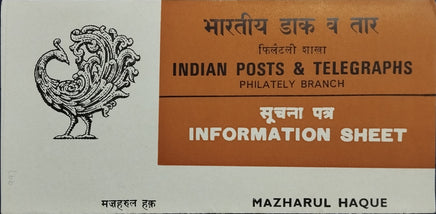 भारतीय डाक व तार
फिलैटली शाखा
INDIAN POSTS & TELEGRAPHS
PHILATELY BRANCH
सूचना पत्र
INFORMATION SHEET
मजहरुल हक़
MAZHARUL HAQUE